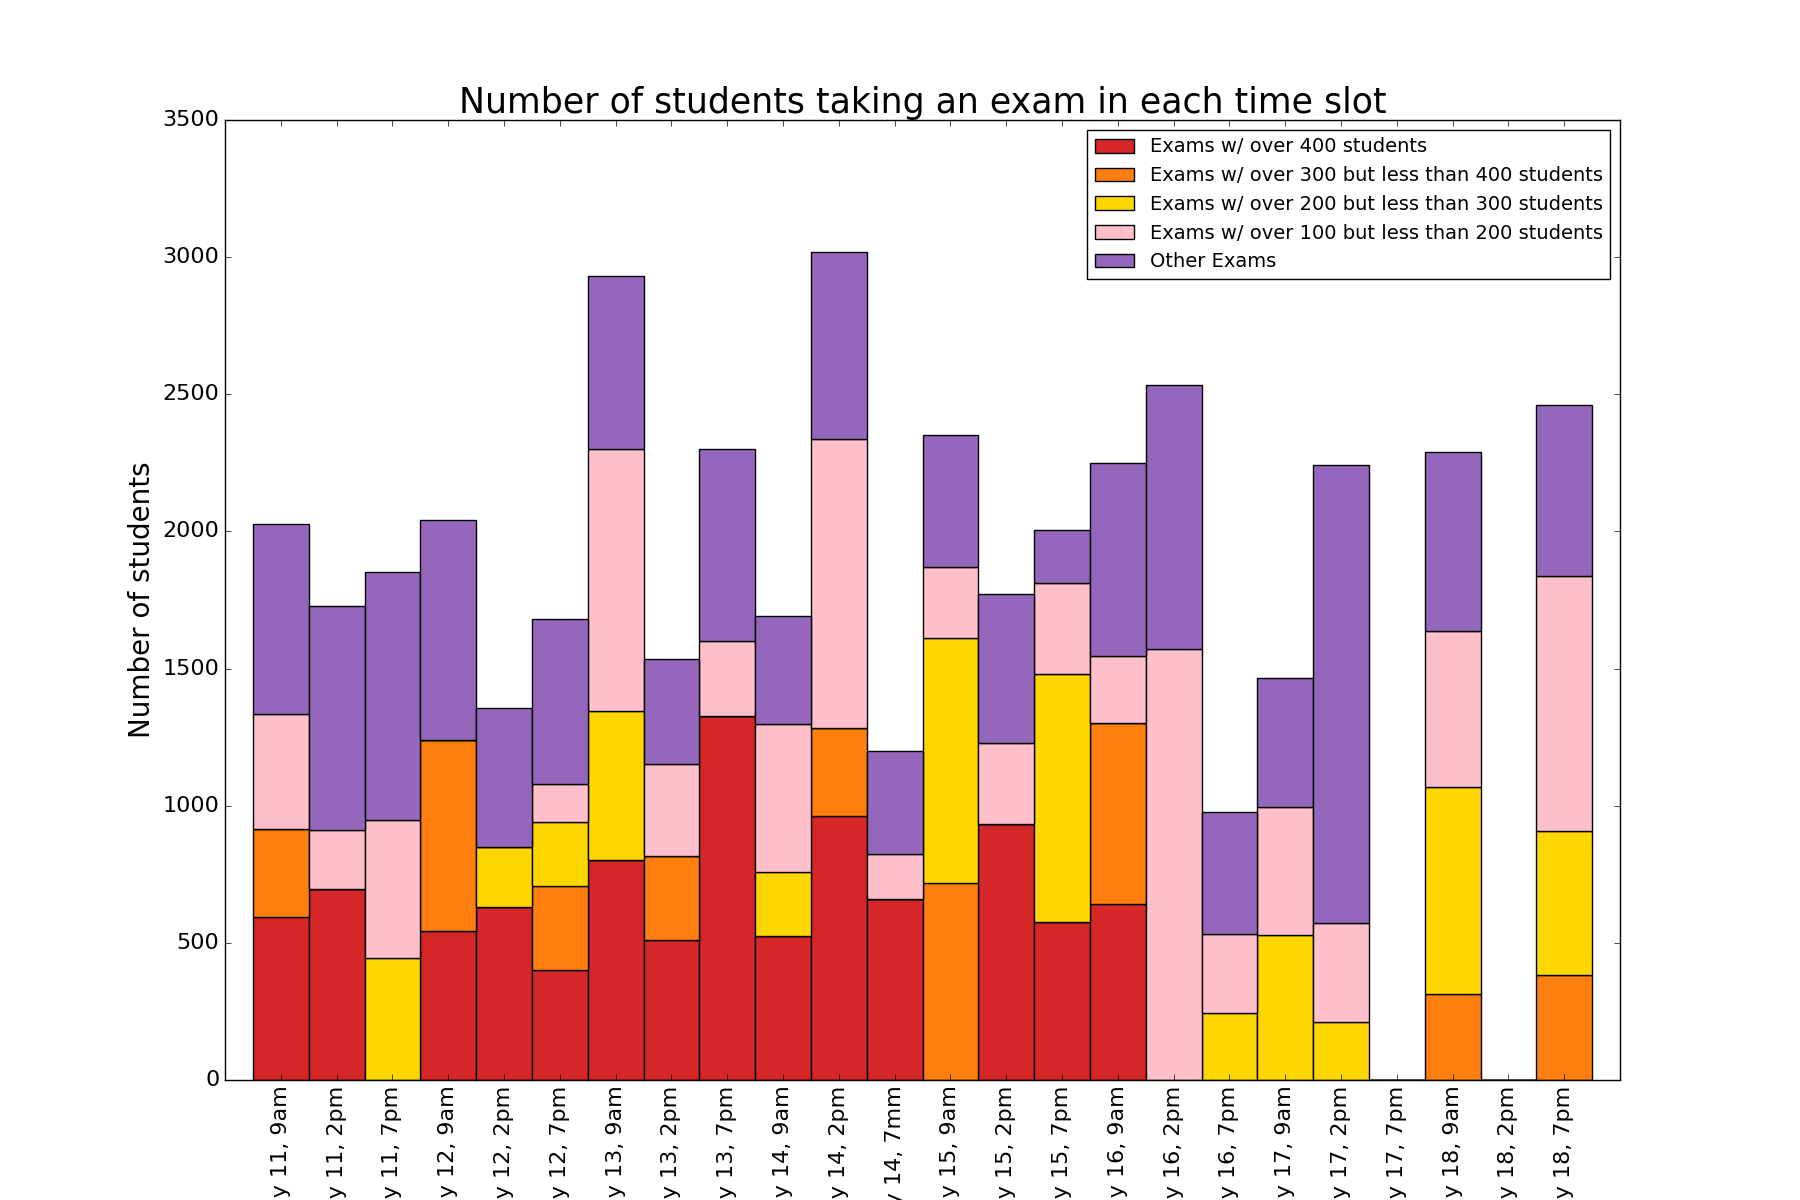 Number of students taking an exam in each time slot
Exams w/ over 400 students
Exams w/ over 300 but less than 400 students
Exams w/ over 200 but less than 300 students
Exams w/ over 100 but less than 200 students
Other Exams
Number of students
3500
3000
2500
2000
1500
1000
500
0
y 11, 9am
y 11, 2pm
y 11, 7pm
y 12, 9am
y 12, 2pm
y 12, 7pm
y 13, 9am
y 13, 2pm
y 13, 7pm
y 14, 9am
y 14, 2pm
y 14, 7mm
y 15, 9am
y 15, 2pm
y 15, 7pm
y 16, 9am
y 16, 2pm
y 16, 7pm
y 17, 9am
y 17, 2pm
y 17, 7pm
y 18, 9am
y 18, 2pm
y 18, 7pm